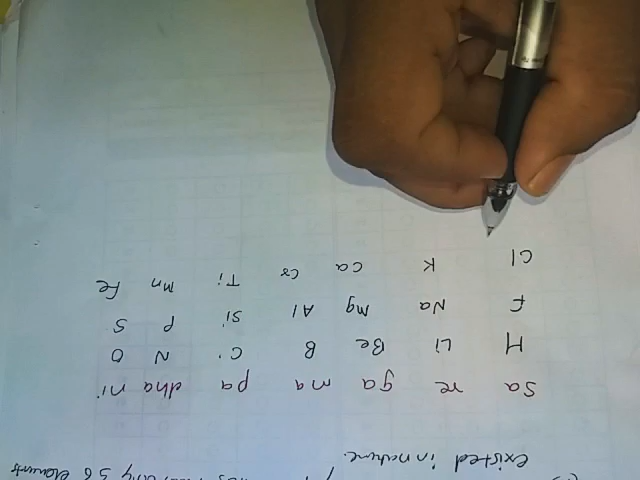 56 elements
existed in nature.
Sa re ga ma pa dha ni
H Li Be B C N O
F Na Mg Al Si P S
Cl K Ca Cr Ti Mn Fe